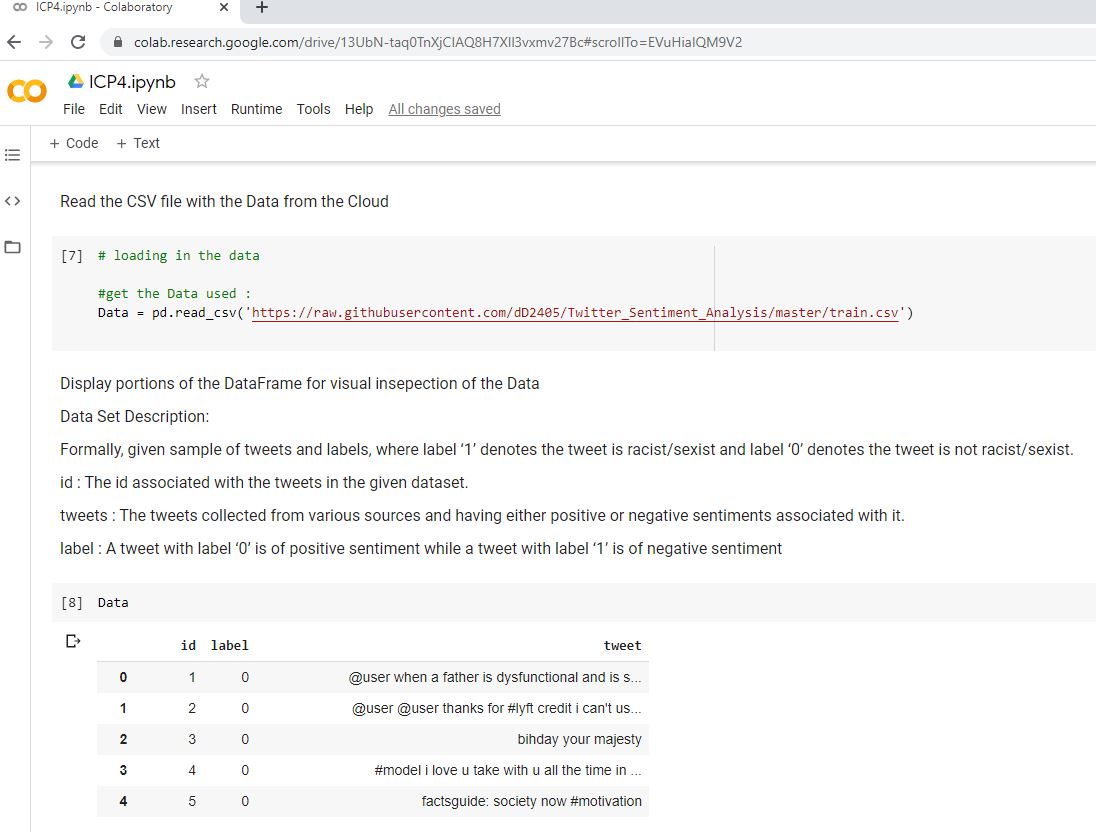 ICP4.ipynb - Colaboratory
colab.research.google.com/drive/13UbN-taq0TnXjCIAQ8H7XlI3vxmv27Bc#scrollTo=EVuHiaIQM9V2
ICP4.ipynb
File Edit View Insert Runtime Tools Help All changes saved
+ Code + Text
Read the CSV file with the Data from the Cloud
[7] # loading in the data
#get the Data used :
Data = pd.read_csv('https://raw.githubusercontent.com/dD2405/Twitter_Sentiment_Analysis/master/train.csv')
Display portions of the DataFrame for visual insepection of the Data
Data Set Description:
Formally, given sample of tweets and labels, where label ‘1’ denotes the tweet is racist/sexist and label ‘0’ denotes the tweet is not racist/sexist.
id : The id associated with the tweets in the given dataset.
tweets : The tweets collected from various sources and having either positive or negative sentiments associated with it.
label : A tweet with label ‘0’ is of positive sentiment while a tweet with label ‘1’ is of negative sentiment
[8] Data
id label tweet
0 1 0 @user when a father is dysfunctional and is s...
1 2 0 @user @user thanks for #lyft credit i can't us...
2 3 0 bihday your majesty
3 4 0 #model i love u take with u all the time in ...
4 5 0 factsguide: society now #motivation